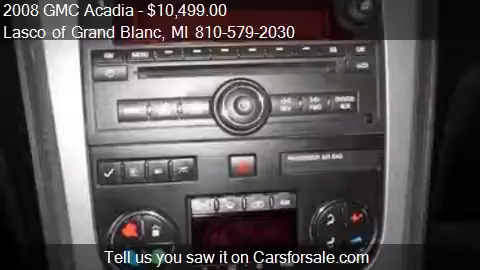 2008 GMC Acadia - $10,499.00
Lasco of Grand Blanc, MI 810-579-2030
PASSENGER AIR BAG
Tell us you saw it on Carsforsale.com